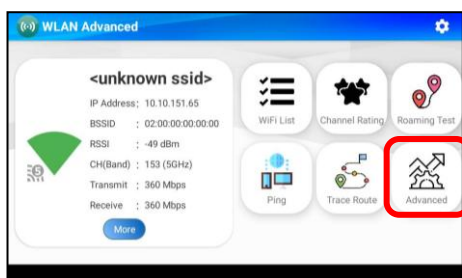 WLAN Advanced
<unknown ssid>
IP Address: 10.10.151.65
BSSID : 02:00:00:00:00:00
RSSI : -49 dBm
CH(Band) : 153 (5GHz)
Transmit : 360 Mbps
Receive : 360 Mbps
More
WiFi List
Channel Rating
Roaming Test
Ping
Trace Route
Advanced